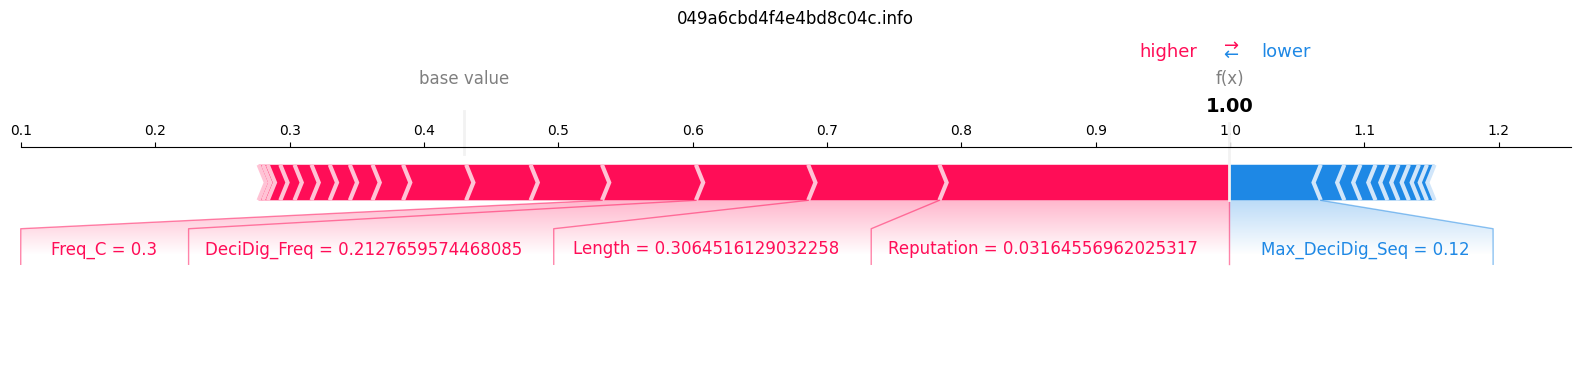 049a6cbd4f4e4bd8c04c.info
higher → ← lower
base value f(x)
1.00
0.1 0.2 0.3 0.4 0.5 0.6 0.7 0.8 0.9 1.0 1.1 1.2
Freq_C = 0.3 DeciDig_Freq = 0.2127659574468085 Length = 0.3064516129032258 Reputation = 0.03164556962025317 Max_DeciDig_Seq = 0.12